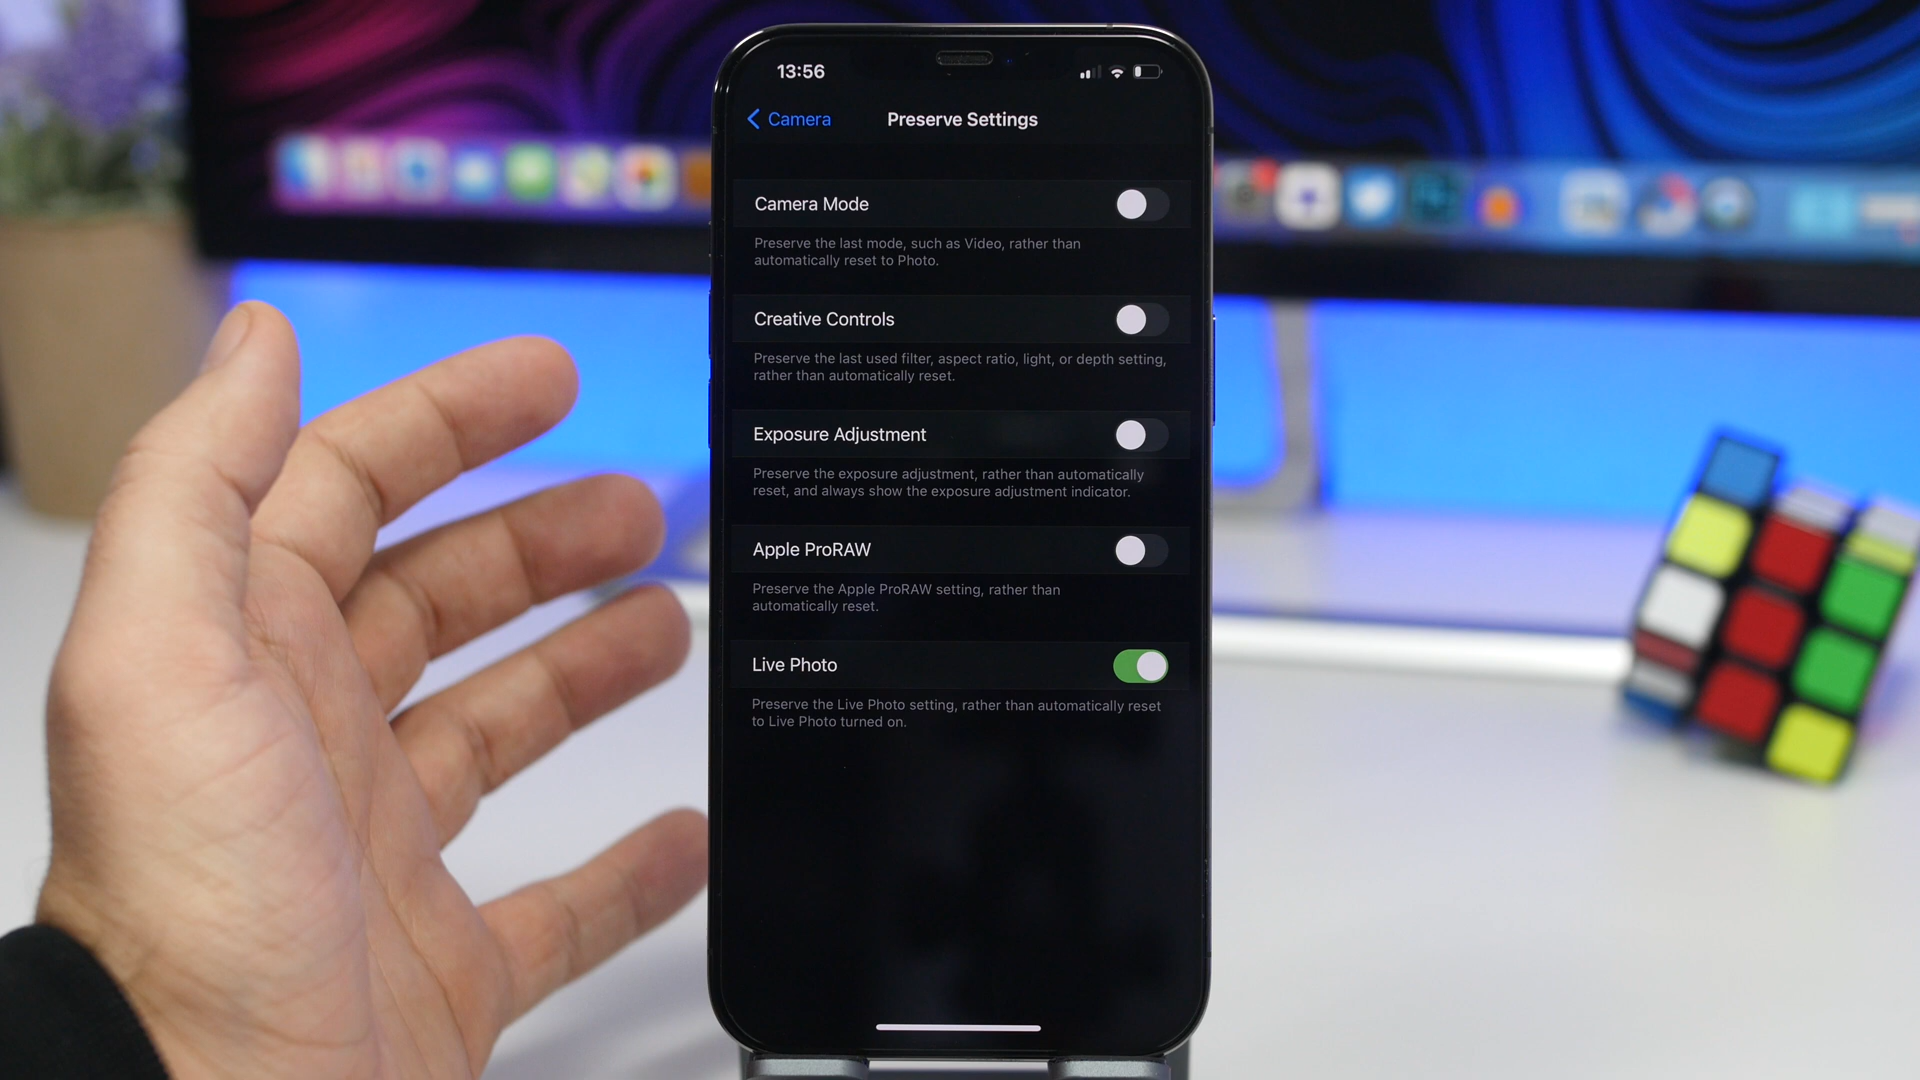 13:56
Camera
Preserve Settings
Camera Mode
Preserve the last mode, such as Video, rather than
automatically reset to Photo.
Creative Controls
Preserve the last used filter, aspect ratio, light, or depth setting,
rather than automatically reset.
Exposure Adjustment
Preserve the exposure adjustment, rather than automatically
reset, and always show the exposure adjustment indicator.
Apple ProRAW
Preserve the Apple ProRAW setting, rather than
automatically reset.
Live Photo
Preserve the Live Photo setting, rather than automatically reset
to Live Photo turned on.